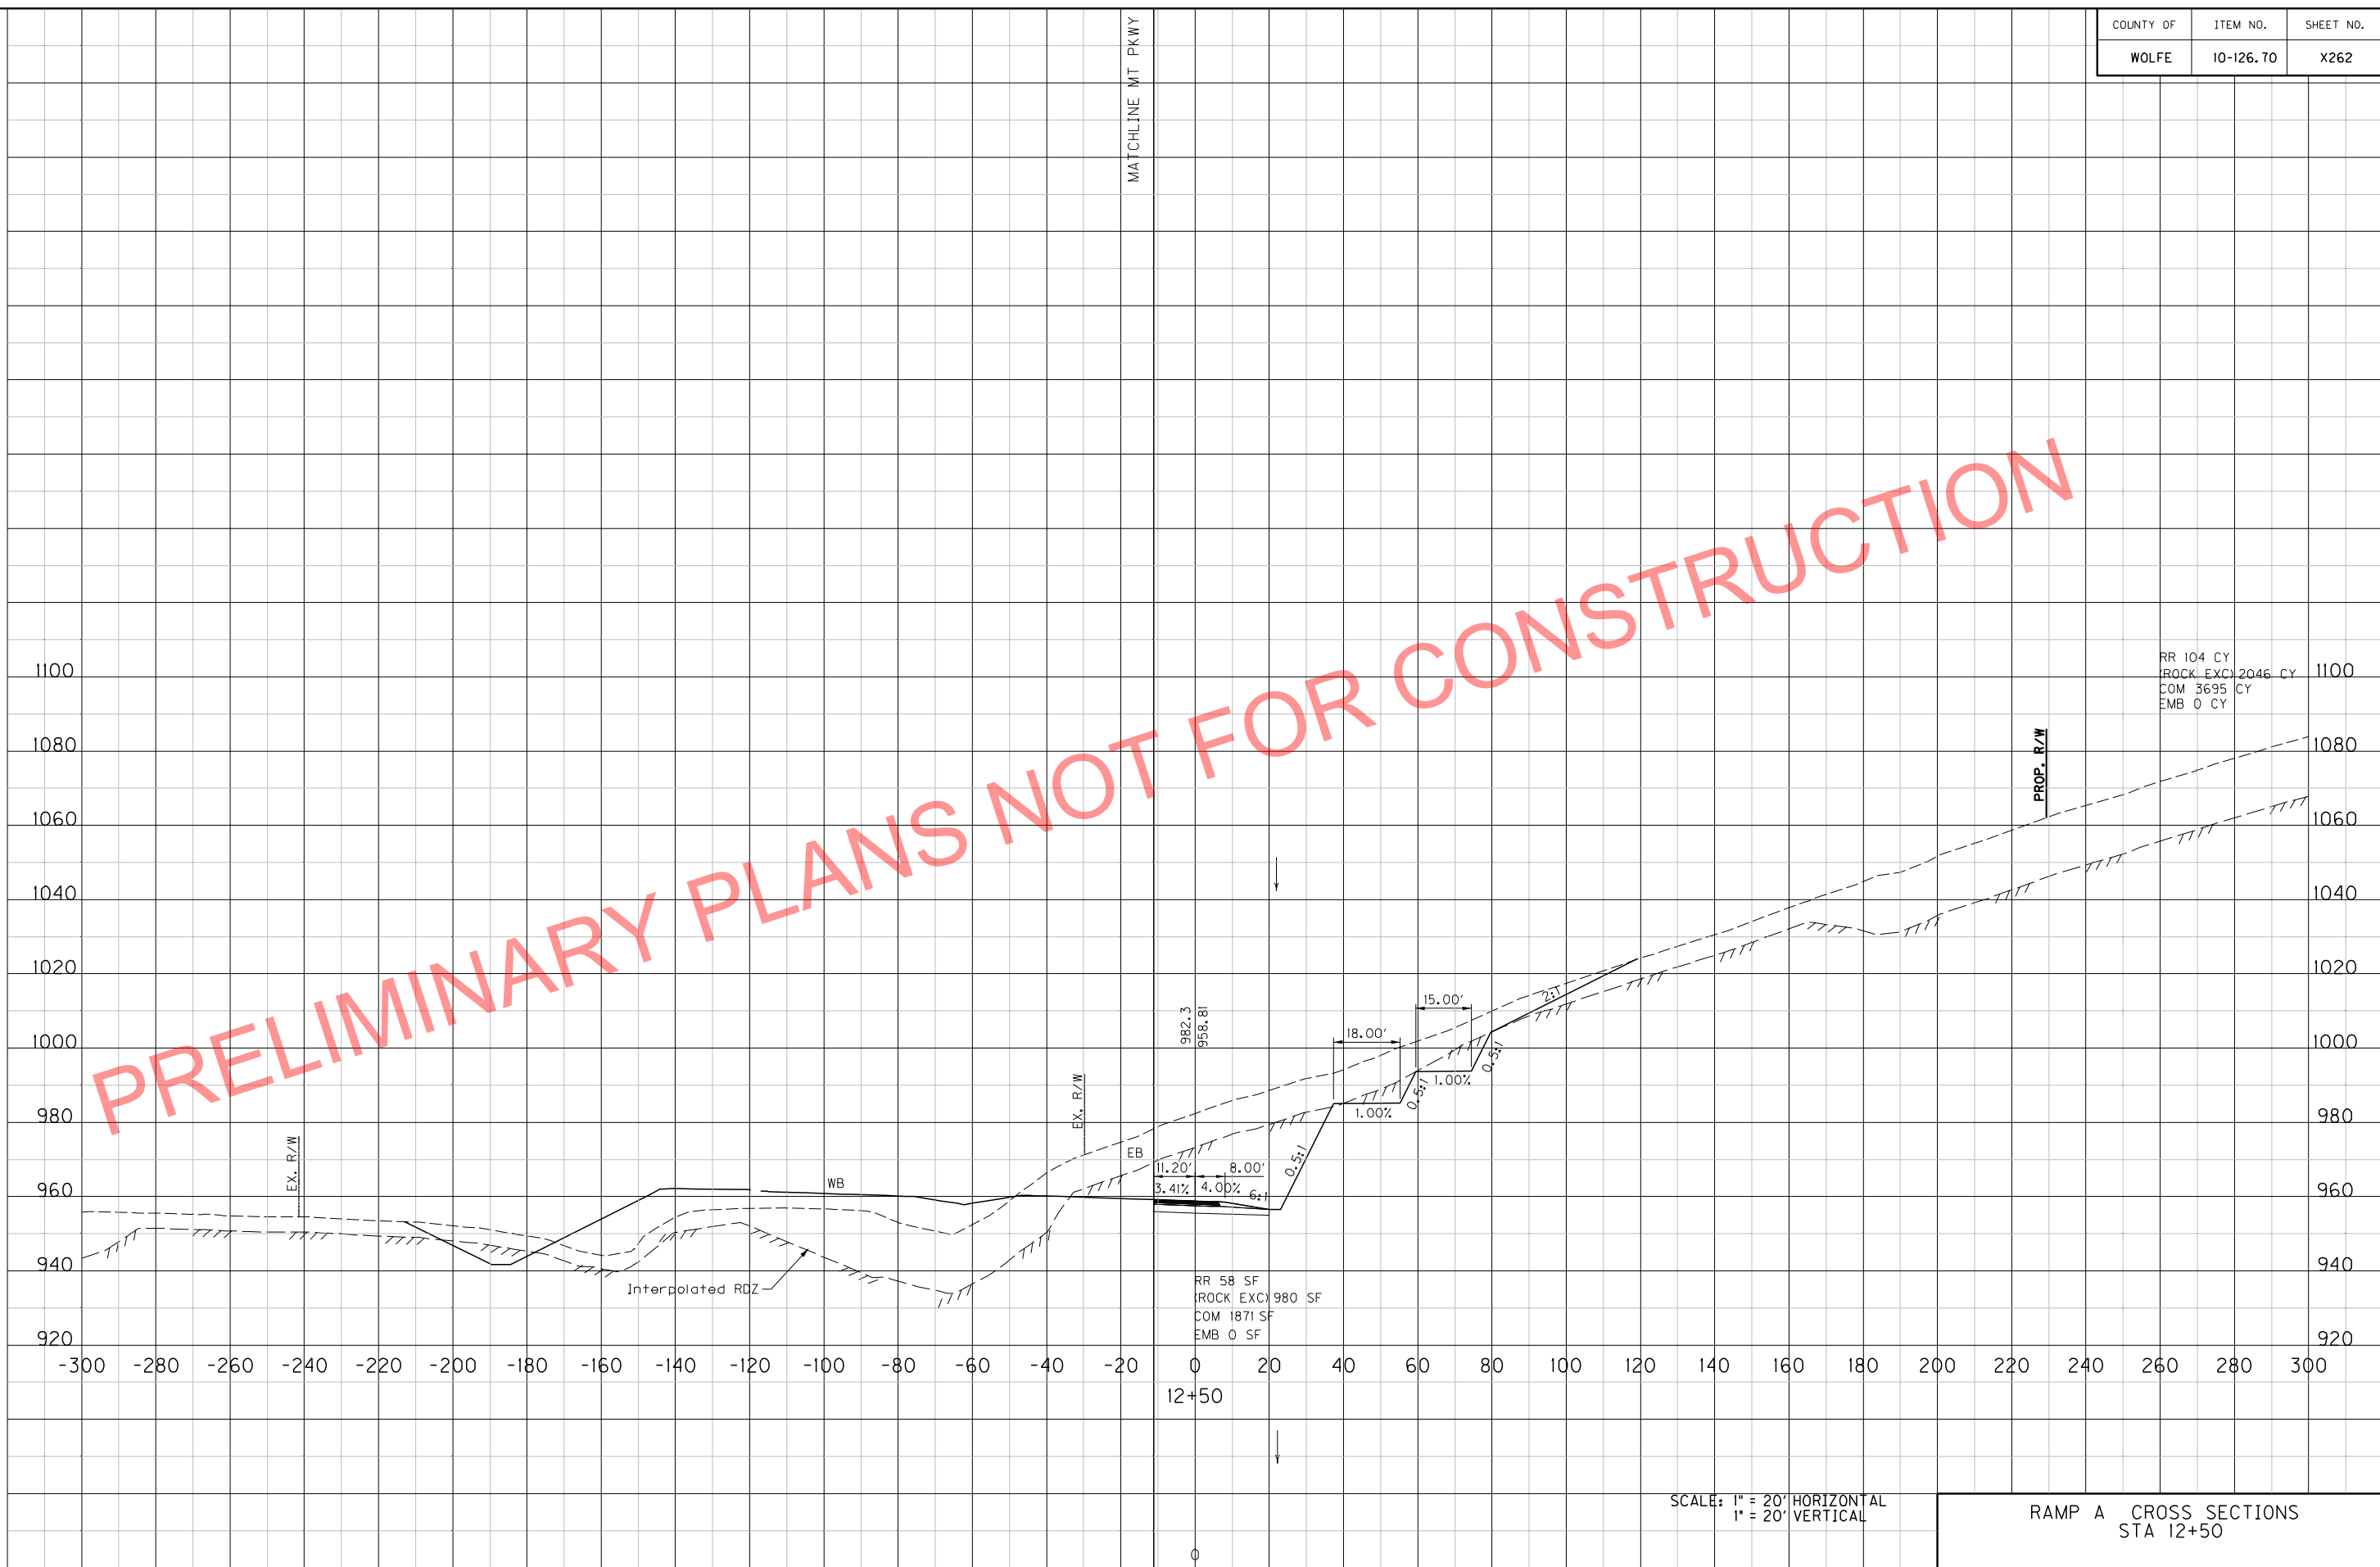 COUNTY OF ITEM NO. SHEET NO.
WOLFE 10-126.70 X262
MATCHLINE MT PKWY
PRELIMINARY PLANS NOT FOR CONSTRUCTION
RR 104 CY
(ROCK EXC) 2046 CY
COM 3695 CY
EMB 0 CY
1100 1100
1080 1080
PROP. R/W
1060 1060
1040 1040
1020 1020
2:1
15.00'
982.3
958.81
18.00'
1000 1000
0.5:1
1.00%
0.5:1
1.00%
EX. R/W
980 980
EX. R/W
EB
0.5:1
11.20' 8.00'
WB
3.41% 4.00% 6:1
960 960
940 940
Interpolated RDZ
RR 58 SF
(ROCK EXC) 980 SF
COM 1871 SF
EMB 0 SF
920 920
-300 -280 -260 -240 -220 -200 -180 -160 -140 -120 -100 -80 -60 -40 -20 0 20 40 60 80 100 120 140 160 180 200 220 240 260 280 300
12+50
SCALE: 1" = 20' HORIZONTAL
1" = 20' VERTICAL
RAMP A CROSS SECTIONS
STA 12+50
0